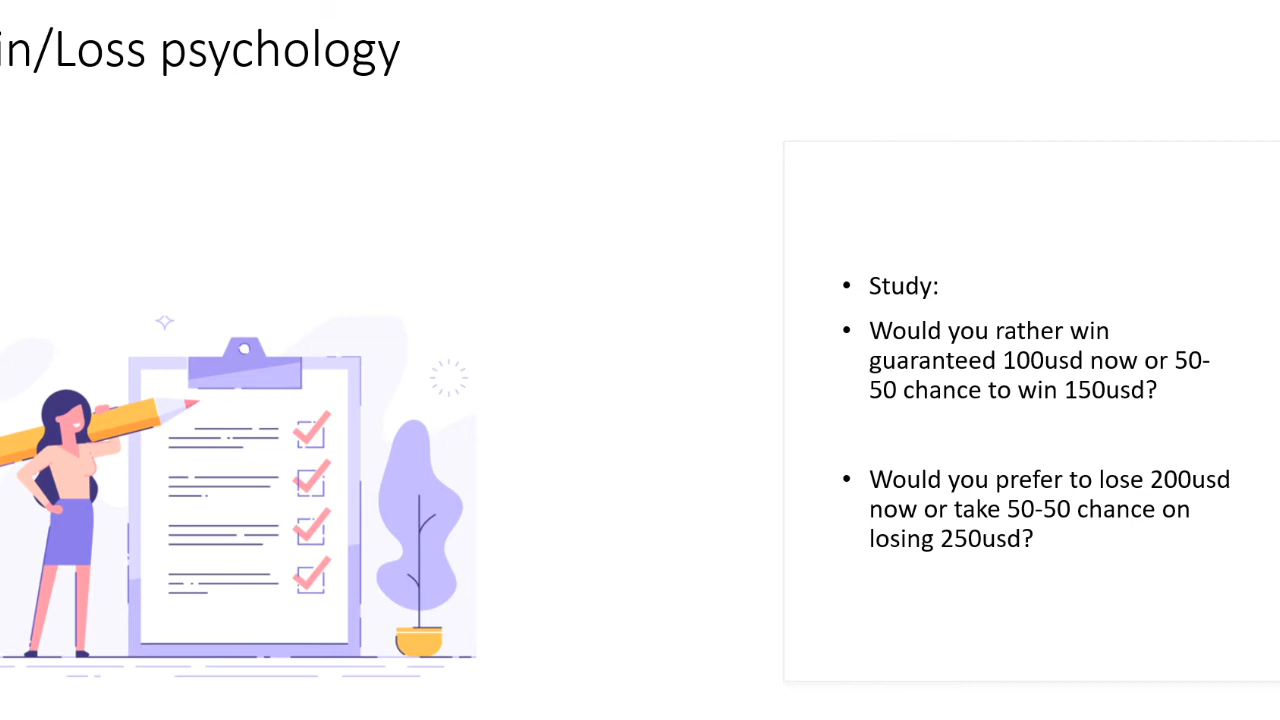 in/Loss psychology
• Study:
• Would you rather win
guaranteed 100usd now or 50-
50 chance to win 150usd?
• Would you prefer to lose 200usd
now or take 50-50 chance on
losing 250usd?